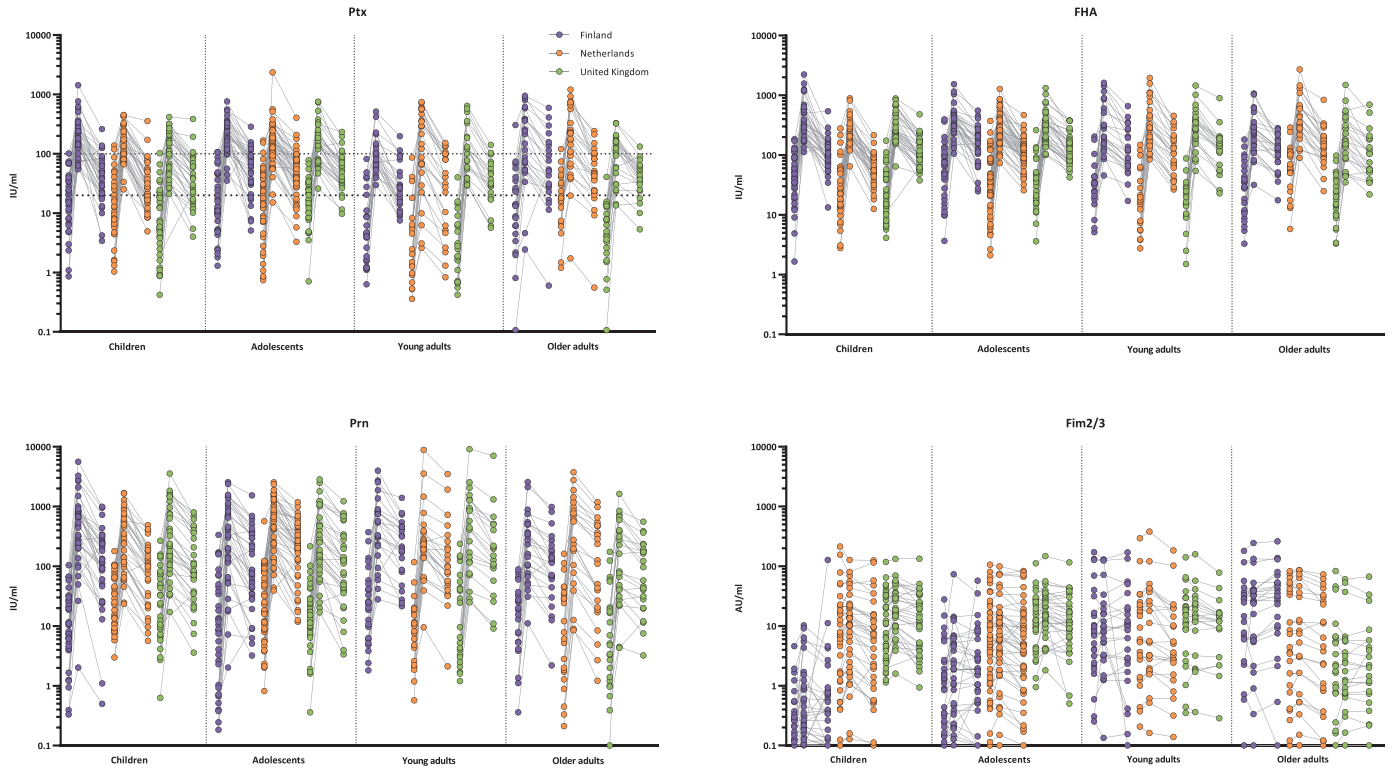 Ptx
10000
1000
100
10
1
0.1
IU/ml
Finland
Netherlands
United Kingdom
Children
Adolescents
Young adults
Older adults
FHA
10000
1000
100
10
1
0.1
IU/ml
Children
Adolescents
Young adults
Older adults
Prn
10000
1000
100
10
1
0.1
IU/ml
Children
Adolescents
Young adults
Older adults
Fim2/3
10000
1000
100
10
1
0.1
AU/ml
Children
Adolescents
Young adults
Older adults